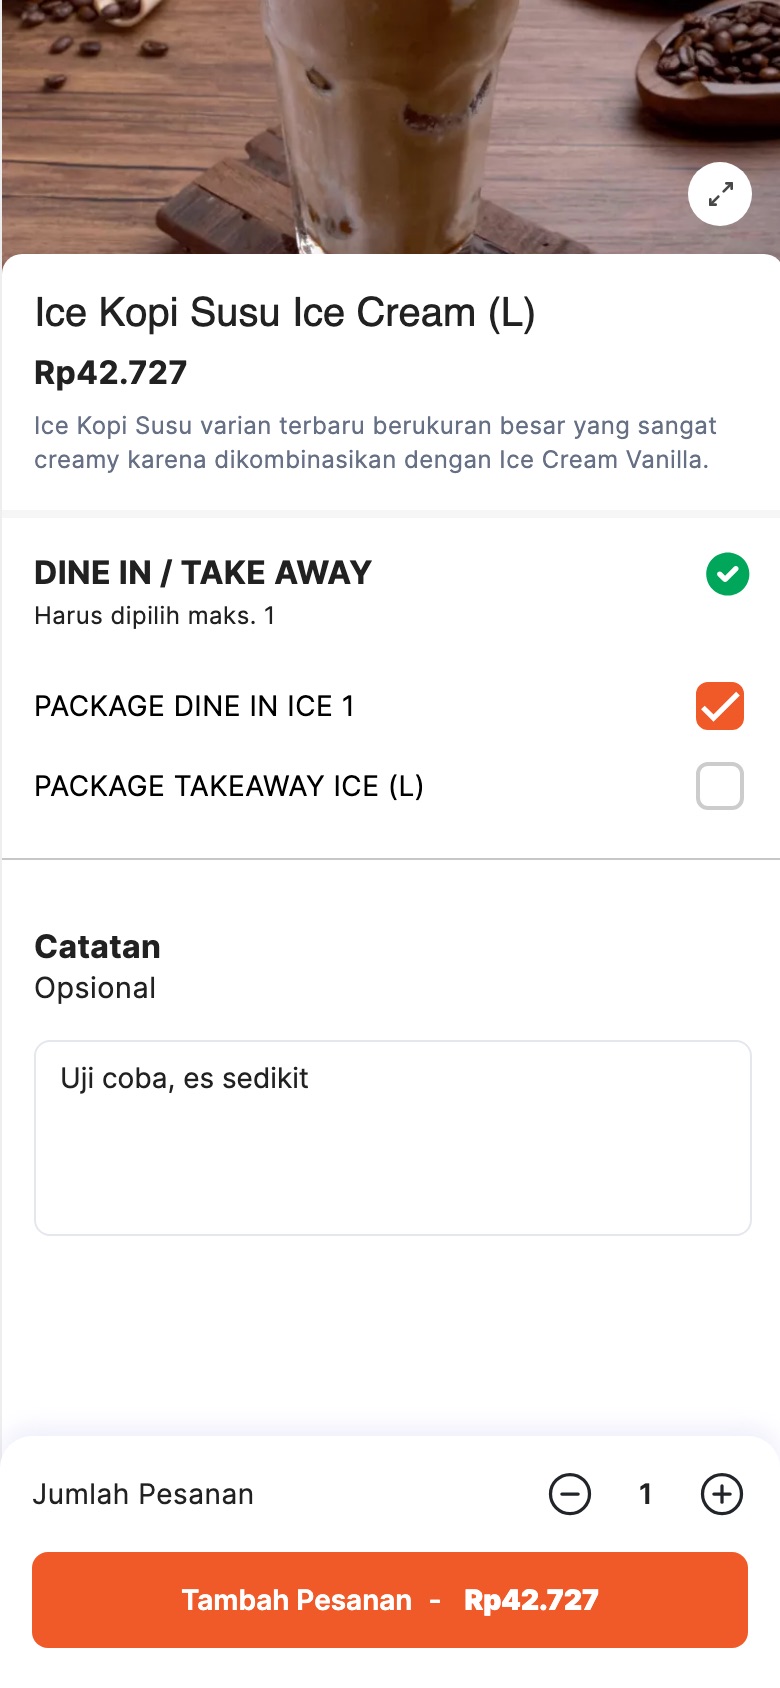 Ice Kopi Susu Ice Cream (L)
Rp42.727
Ice Kopi Susu varian terbaru berukuran besar yang sangat
creamy karena dikombinasikan dengan Ice Cream Vanilla.
DINE IN / TAKE AWAY
Harus dipilih maks. 1
PACKAGE DINE IN ICE 1
PACKAGE TAKEAWAY ICE (L)
Catatan
Opsional
Uji coba, es sedikit
Jumlah Pesanan 1
Tambah Pesanan - Rp42.727